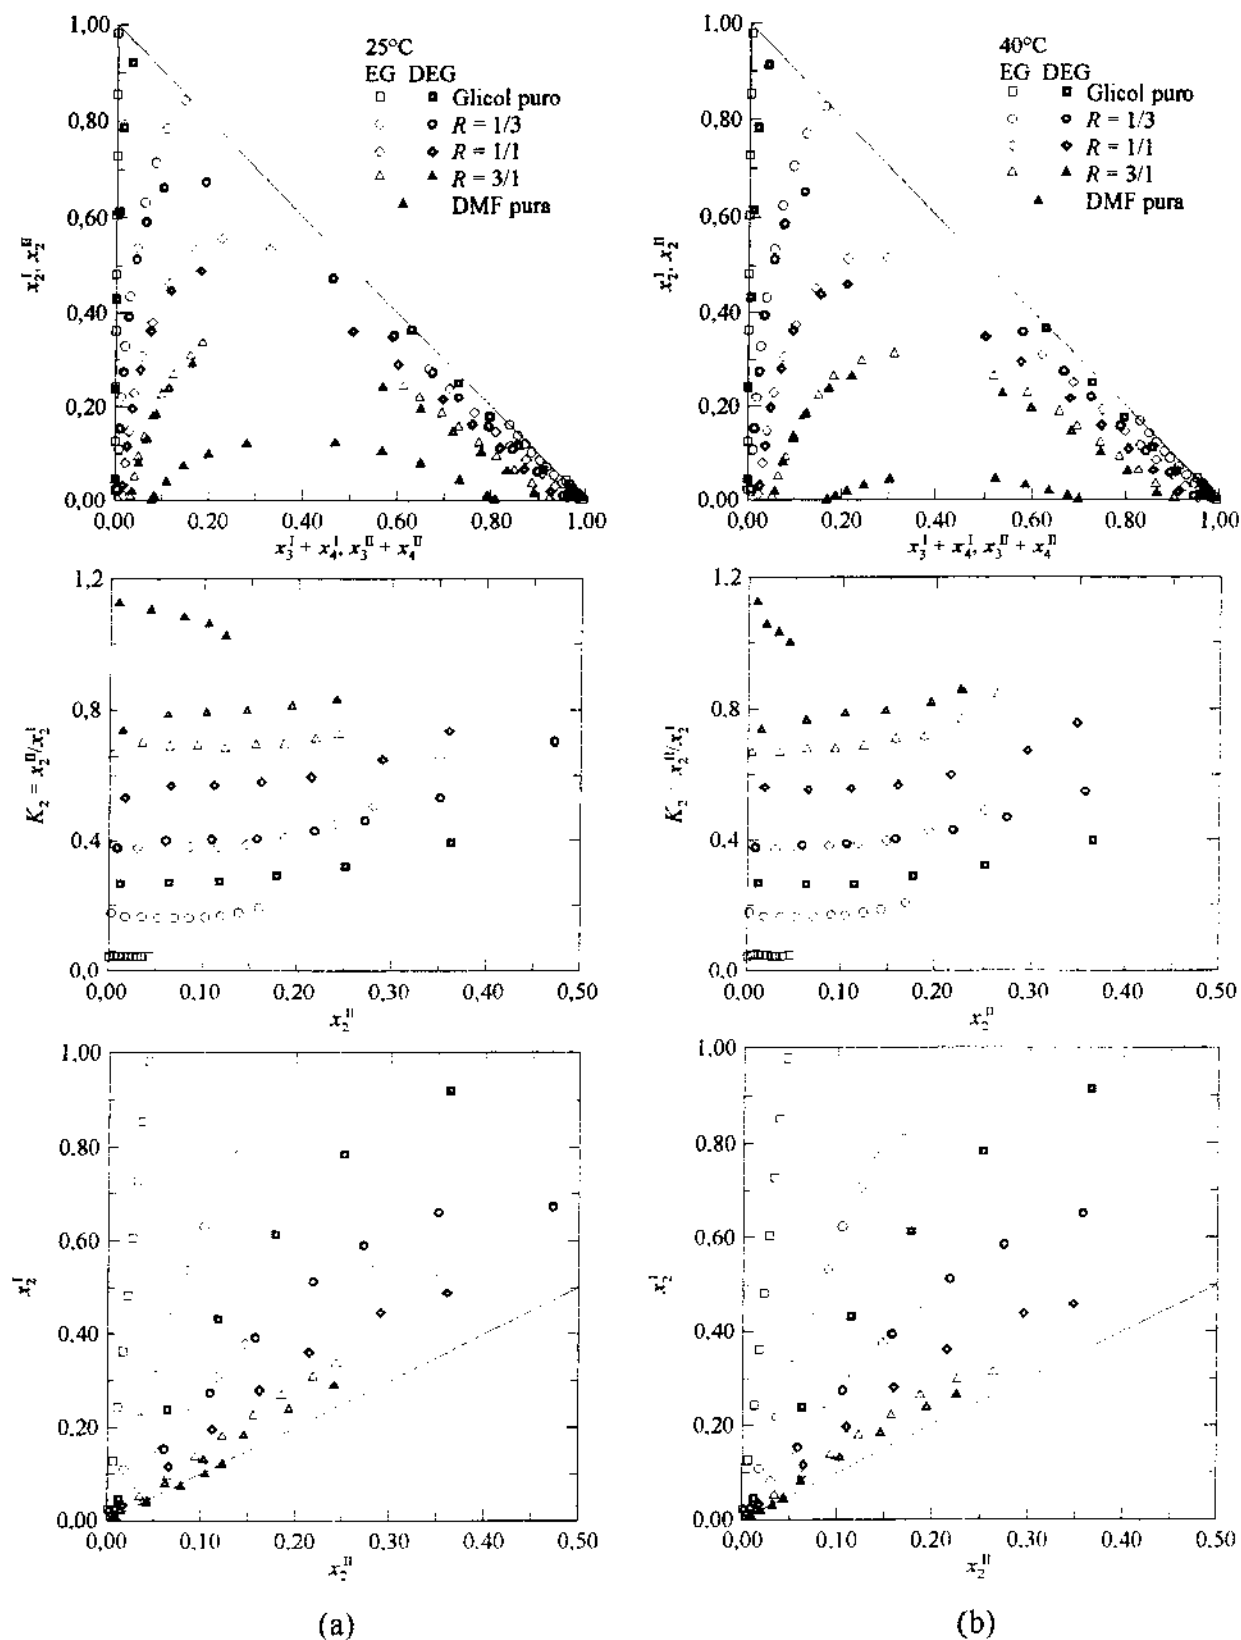 1,00
0,80
0,60
0,40
0,20
0,00
x₂ᴵ, x₂ᴵᴵ
25°C
EG DEG
Glicol puro
R = 1/3
R = 1/1
R = 3/1
DMF pura
0,00 0,20 0,40 0,60 0,80 1,00
x₃ᴵ + x₄ᴵ, x₃ᴵᴵ + x₄ᴵᴵ
1,00
0,80
0,60
0,40
0,20
0,00
x₂ᴵ, x₂ᴵᴵ
40°C
EG DEG
Glicol puro
R = 1/3
R = 1/1
R = 3/1
DMF pura
0,00 0,20 0,40 0,60 0,80 1,00
x₃ᴵ + x₄ᴵ, x₃ᴵᴵ + x₄ᴵᴵ
1,2
0,8
0,4
0,0
K₂ = x₂ᴵᴵ/x₂ᴵ
0,00 0,10 0,20 0,30 0,40 0,50
x₂ᴵᴵ
1,2
0,8
0,4
0,0
K₂ = x₂ᴵᴵ/x₂ᴵ
0,00 0,10 0,20 0,30 0,40 0,50
x₂ᴵᴵ
1,00
0,80
0,60
0,40
0,20
0,00
x₂ᴵ
0,00 0,10 0,20 0,30 0,40 0,50
x₂ᴵᴵ
(a)
1,00
0,80
0,60
0,40
0,20
0,00
x₂ᴵ
0,00 0,10 0,20 0,30 0,40 0,50
x₂ᴵᴵ
(b)